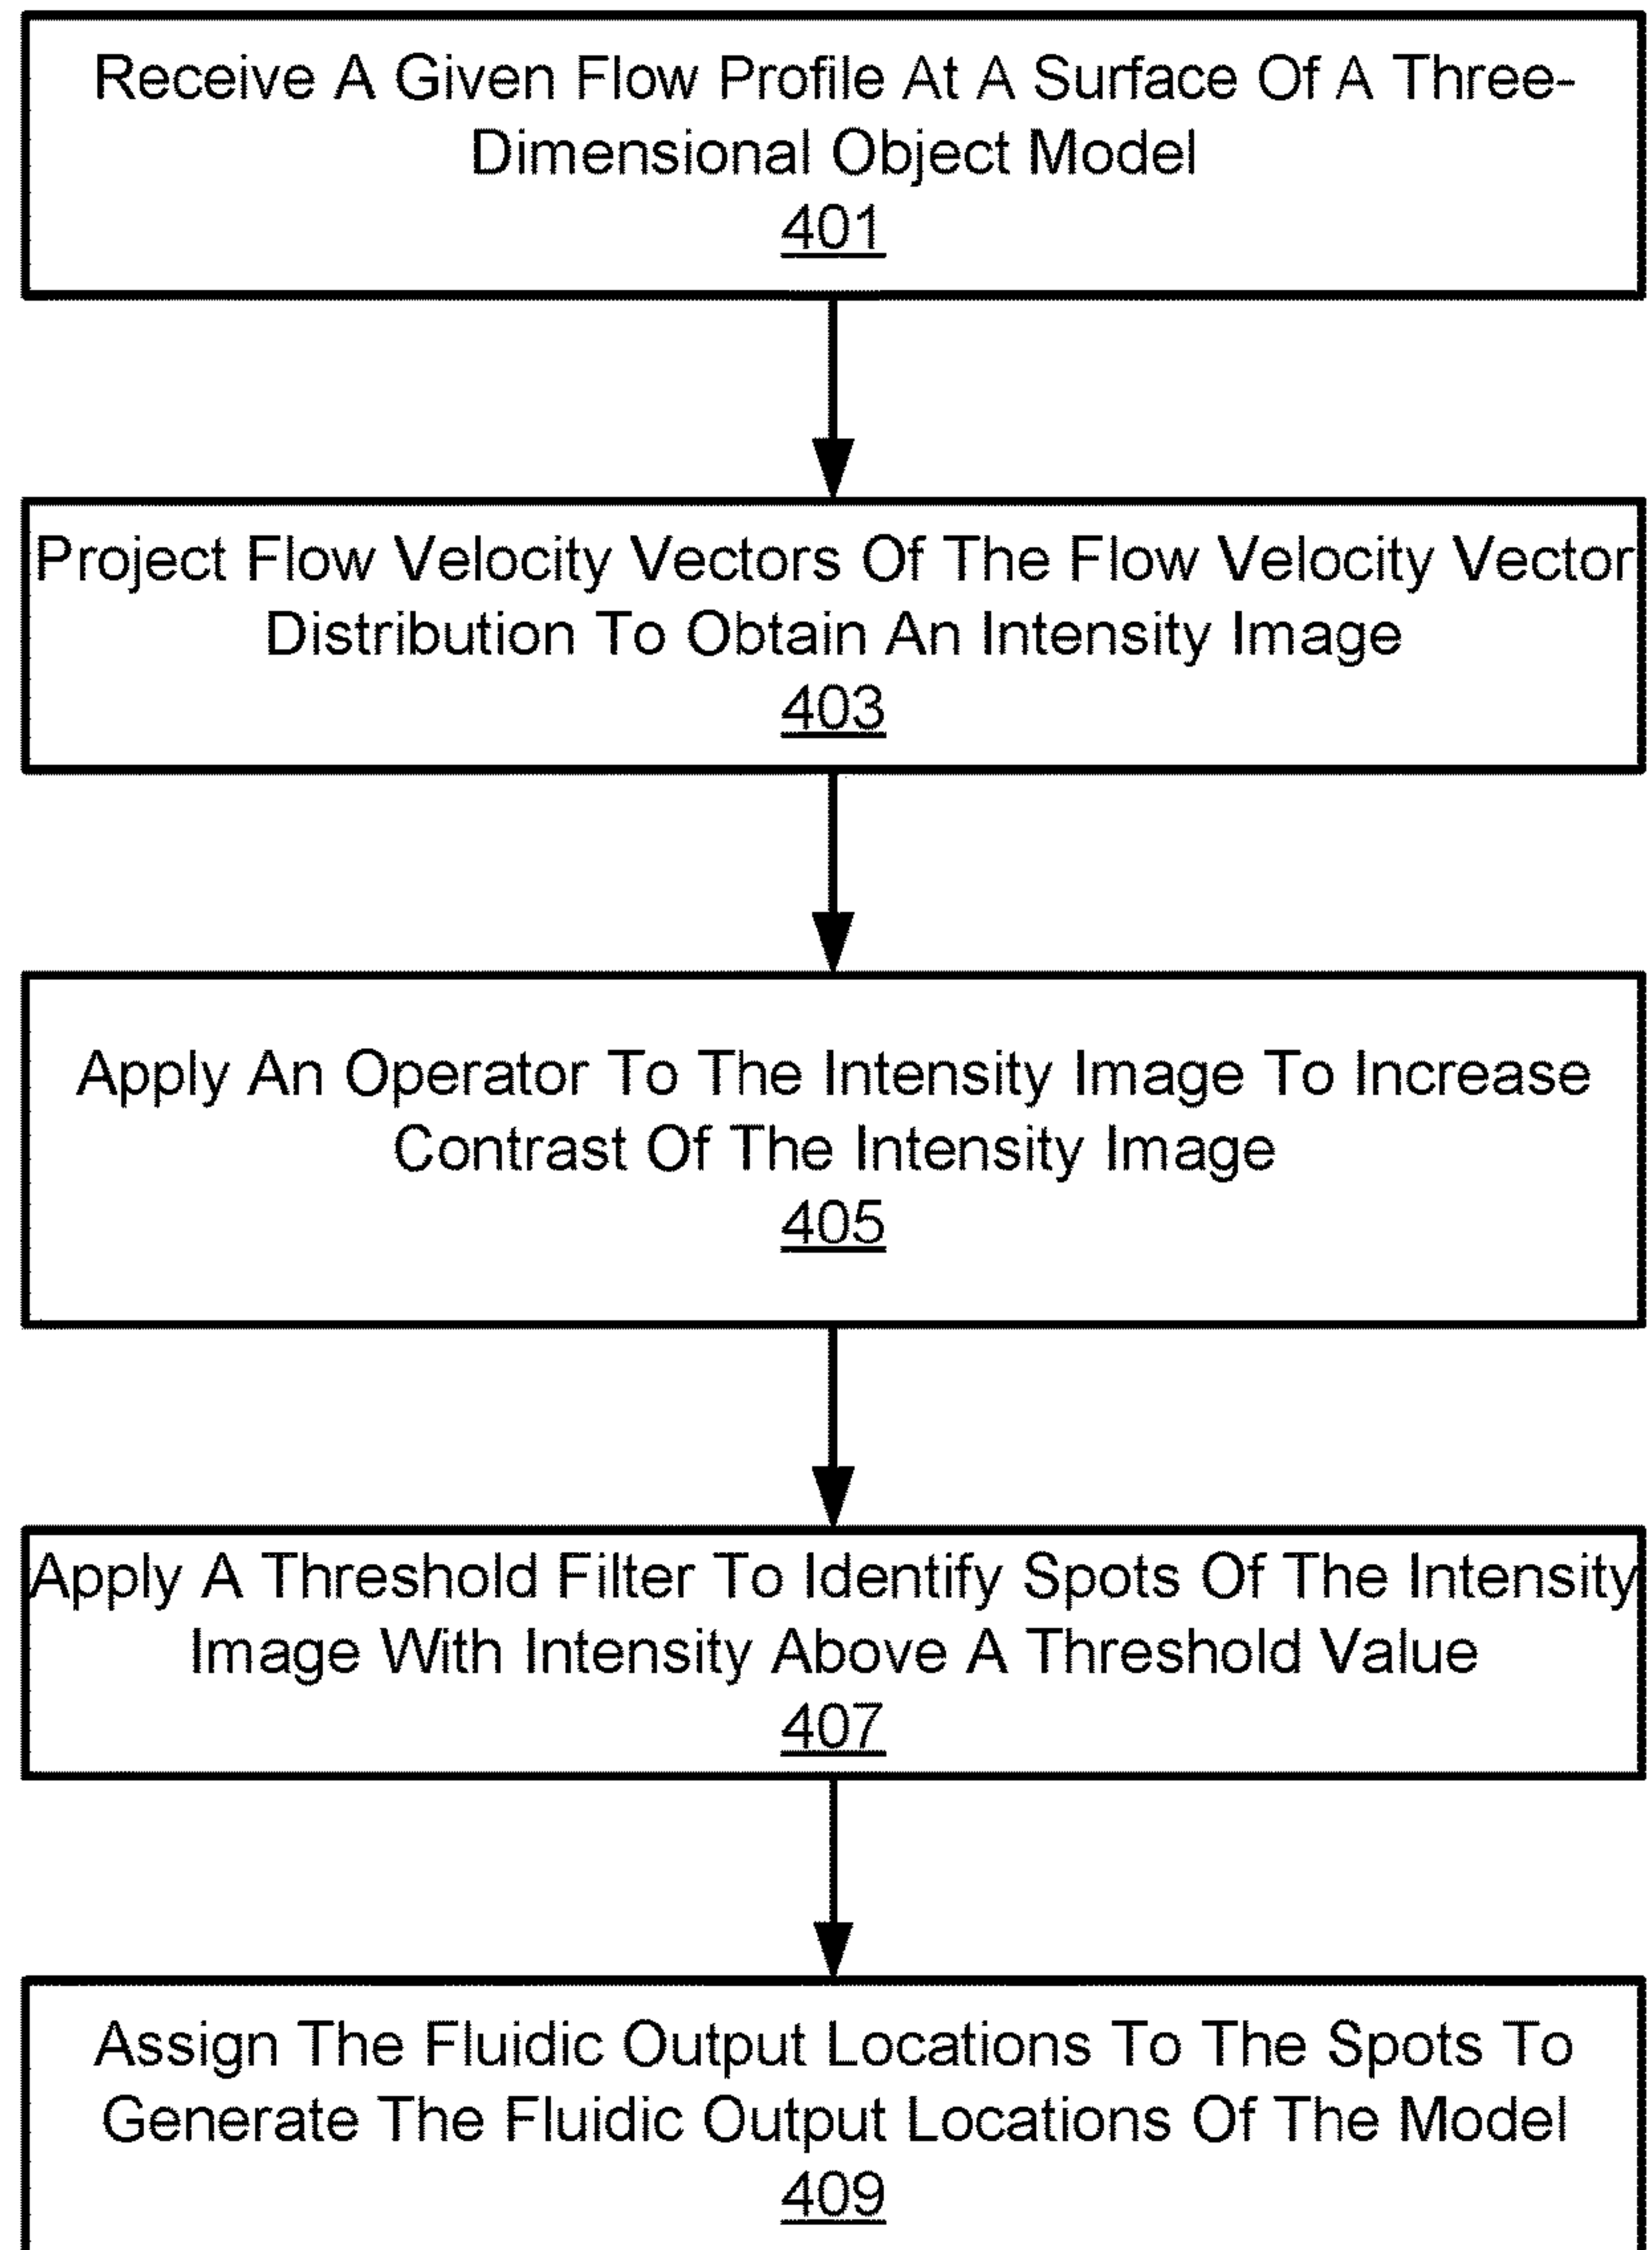 Receive A Given Flow Profile At A Surface Of A Three-
Dimensional Object Model
401
Project Flow Velocity Vectors Of The Flow Velocity Vector
Distribution To Obtain An Intensity Image
403
Apply An Operator To The Intensity Image To Increase
Contrast Of The Intensity Image
405
Apply A Threshold Filter To Identify Spots Of The Intensity
Image With Intensity Above A Threshold Value
407
Assign The Fluidic Output Locations To The Spots To
Generate The Fluidic Output Locations Of The Model
409